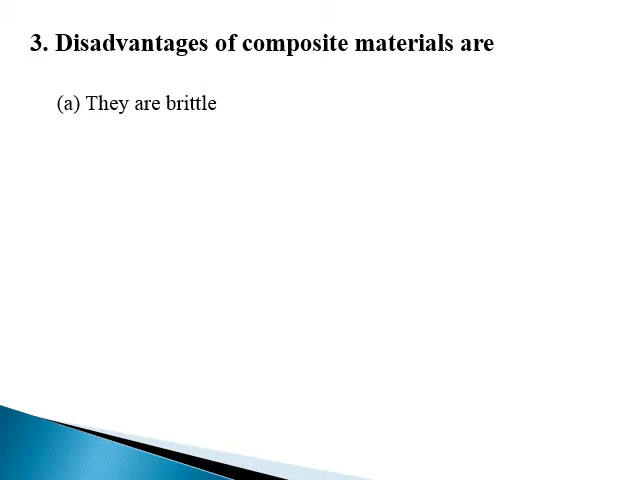 3. Disadvantages of composite materials are
(a) They are brittle